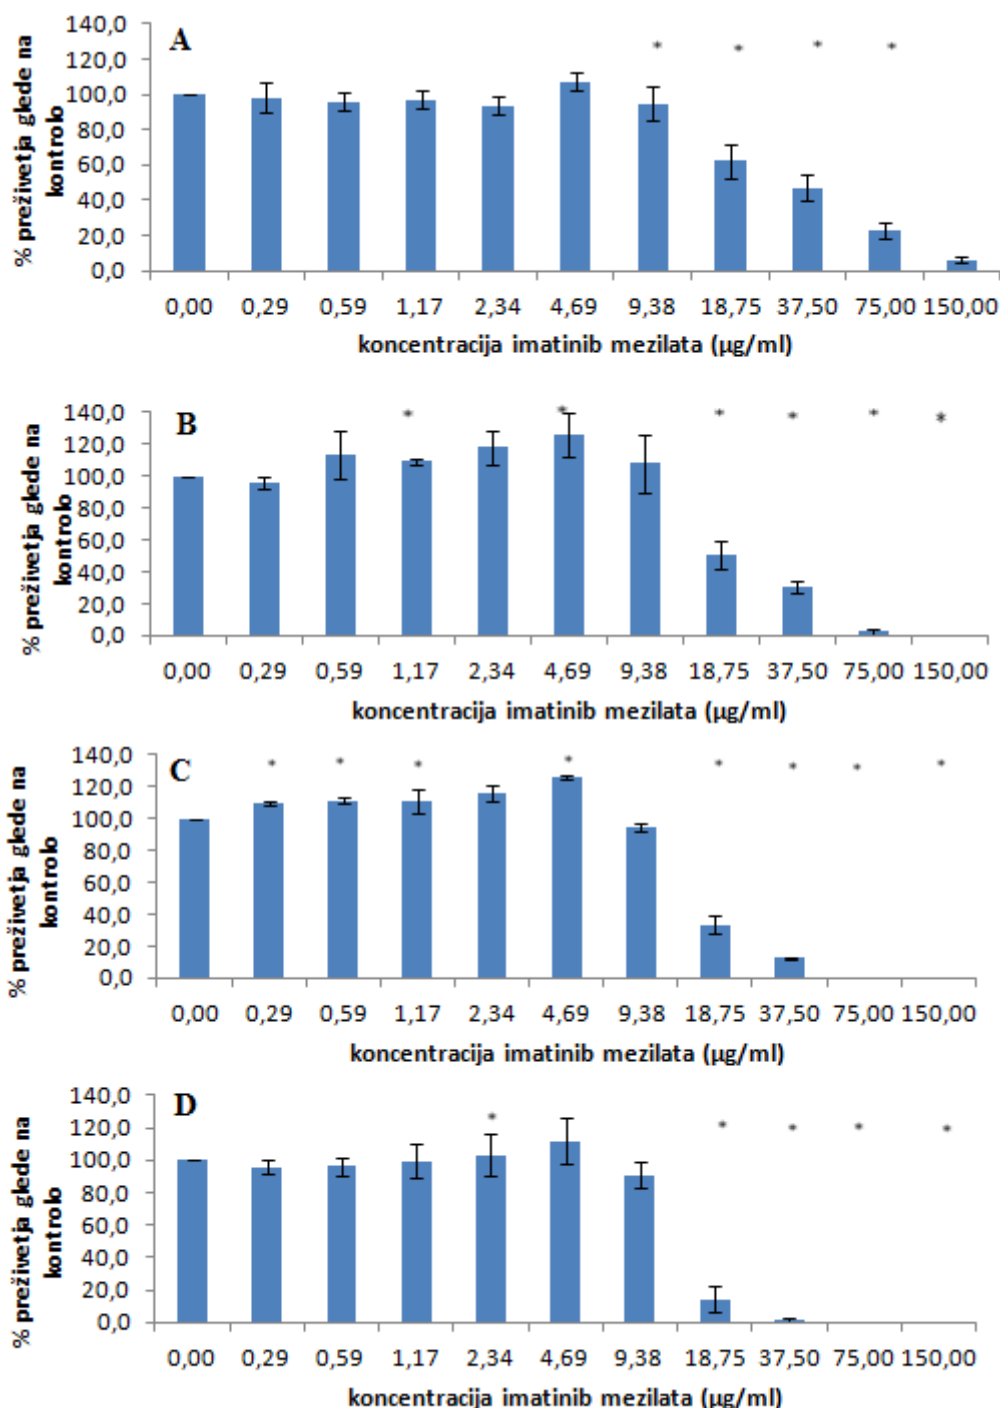 A
% preživetja glede na
kontrolo
140,0
120,0
100,0
80,0
60,0
40,0
20,0
0,0
* * * *
0,00 0,29 0,59 1,17 2,34 4,69 9,38 18,75 37,50 75,00 150,00
koncentracija imatinib mezilata (µg/ml)
B
% preživetja glede na
kontrolo
140,0
120,0
100,0
80,0
60,0
40,0
20,0
0,0
* * * * * *
0,00 0,29 0,59 1,17 2,34 4,69 9,38 18,75 37,50 75,00 150,00
koncentracija imatinib mezilata (µg/ml)
C
% preživetja glede na
kontrolo
140,0
120,0
100,0
80,0
60,0
40,0
20,0
0,0
* * * * * * * *
0,00 0,29 0,59 1,17 2,34 4,69 9,38 18,75 37,50 75,00 150,00
koncentracija imatinib mezilata (µg/ml)
D
% preživetja glede na
kontrolo
140,0
120,0
100,0
80,0
60,0
40,0
20,0
0,0
* * * * *
0,00 0,29 0,59 1,17 2,34 4,69 9,38 18,75 37,50 75,00 150,00
koncentracija imatinib mezilata (µg/ml)